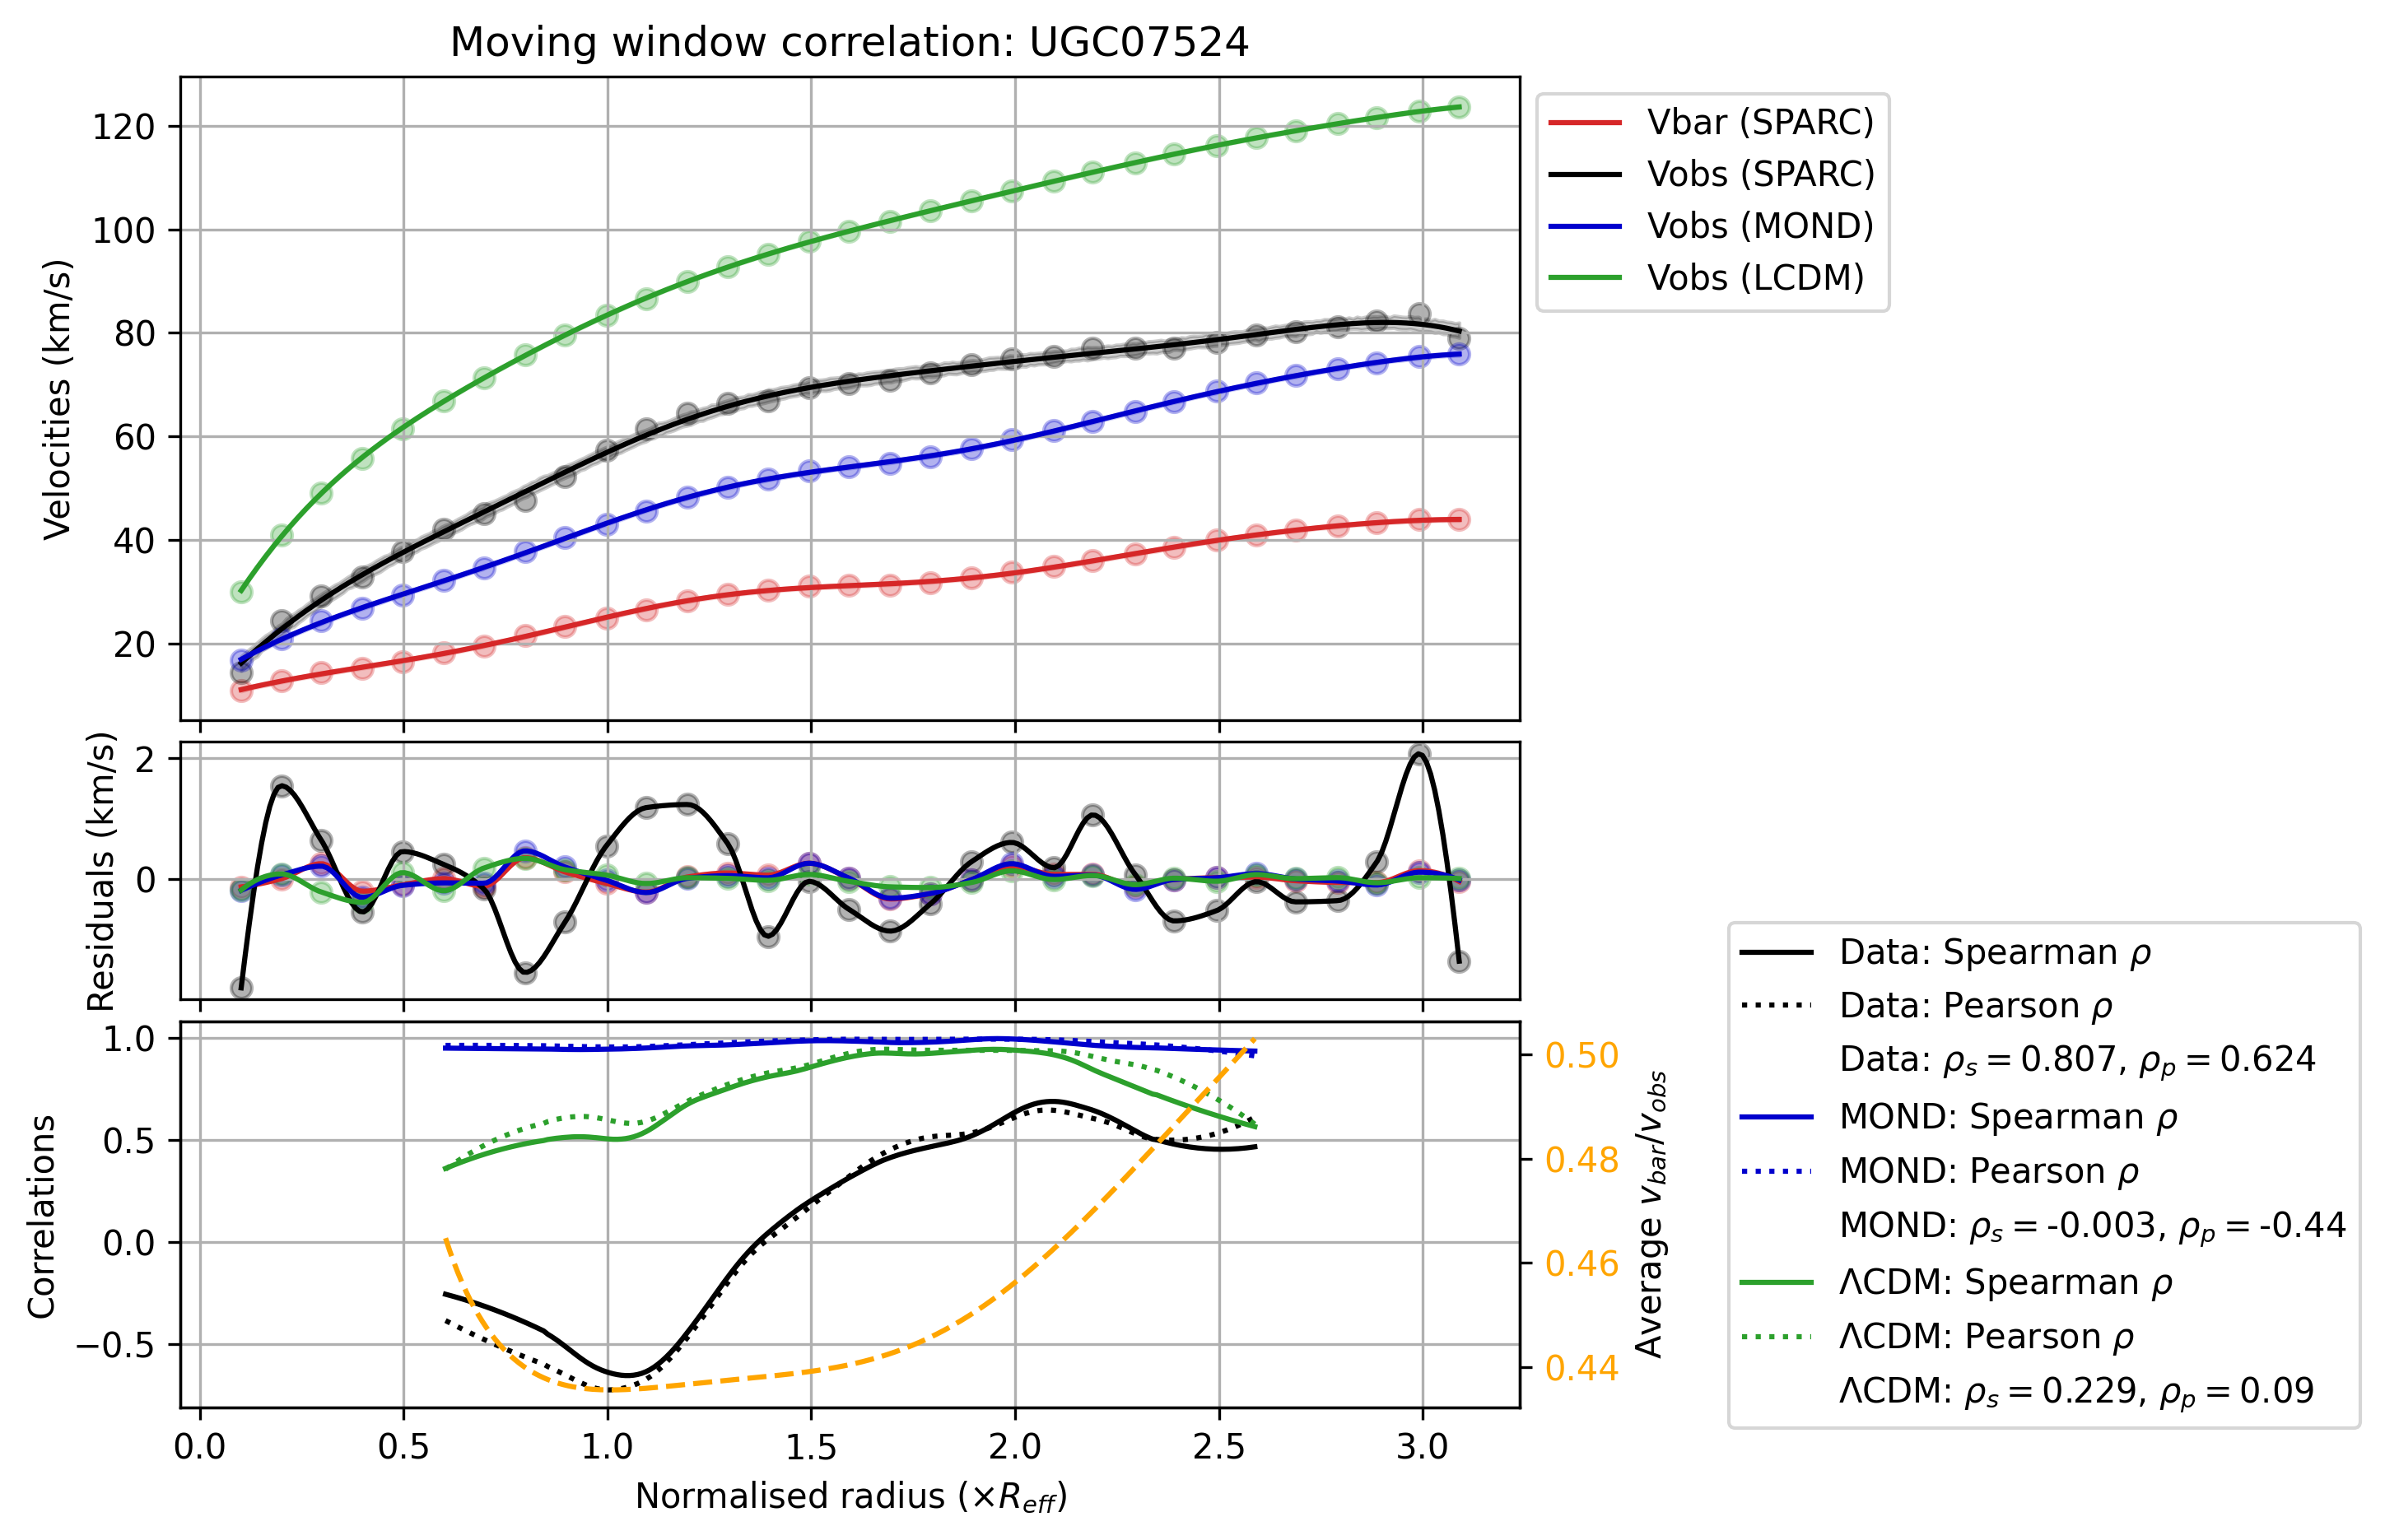 Moving window correlation: UGC07524
Velocities (km/s)
120
100
80
60
40
20
Vbar (SPARC)
Vobs (SPARC)
Vobs (MOND)
Vobs (LCDM)
Residuals (km/s)
2
0
Correlations
1.0
0.5
0.0
−0.5
0.50
0.48
0.46
0.44
Average v_bar/v_obs
0.0 0.5 1.0 1.5 2.0 2.5 3.0
Normalised radius (×R_eff)
Data: Spearman ρ
Data: Pearson ρ
Data: ρ_s = 0.807, ρ_p = 0.624
MOND: Spearman ρ
MOND: Pearson ρ
MOND: ρ_s = -0.003, ρ_p = -0.44
ΛCDM: Spearman ρ
ΛCDM: Pearson ρ
ΛCDM: ρ_s = 0.229, ρ_p = 0.09